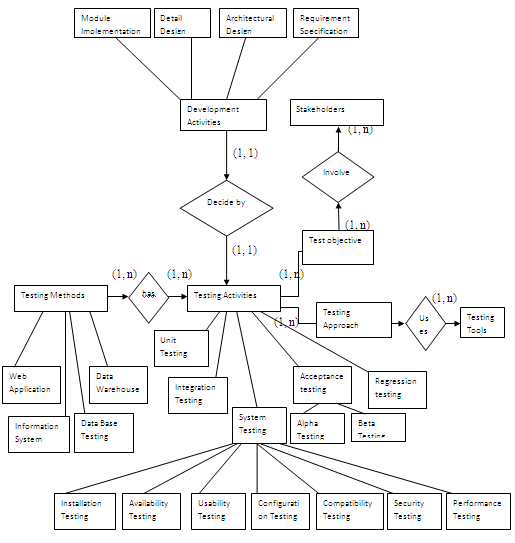 Module
Implementation
Detail
Design
Architectural
Design
Requirement
Specification
Development
Activities
Stakeholders
(1, n)
(1, 1)
Involve
Decide by
(1, n)
(1, 1)
Test objective
(1, n)
(1, n)
(1, n)
Testing Methods
has
Testing Activities
(1, n)
(1, n)
Testing
Approach
Us
es
Testing
Tools
Unit
Testing
Web
Application
Data
Warehouse
Integration
Testing
Acceptance
testing
Regression
testing
Information
System
Data Base
Testing
System
Testing
Alpha
Testing
Beta
Testing
Installation
Testing
Availability
Testing
Usability
Testing
Configurati
on Testing
Compatibility
Testing
Security
Testing
Performance
Testing